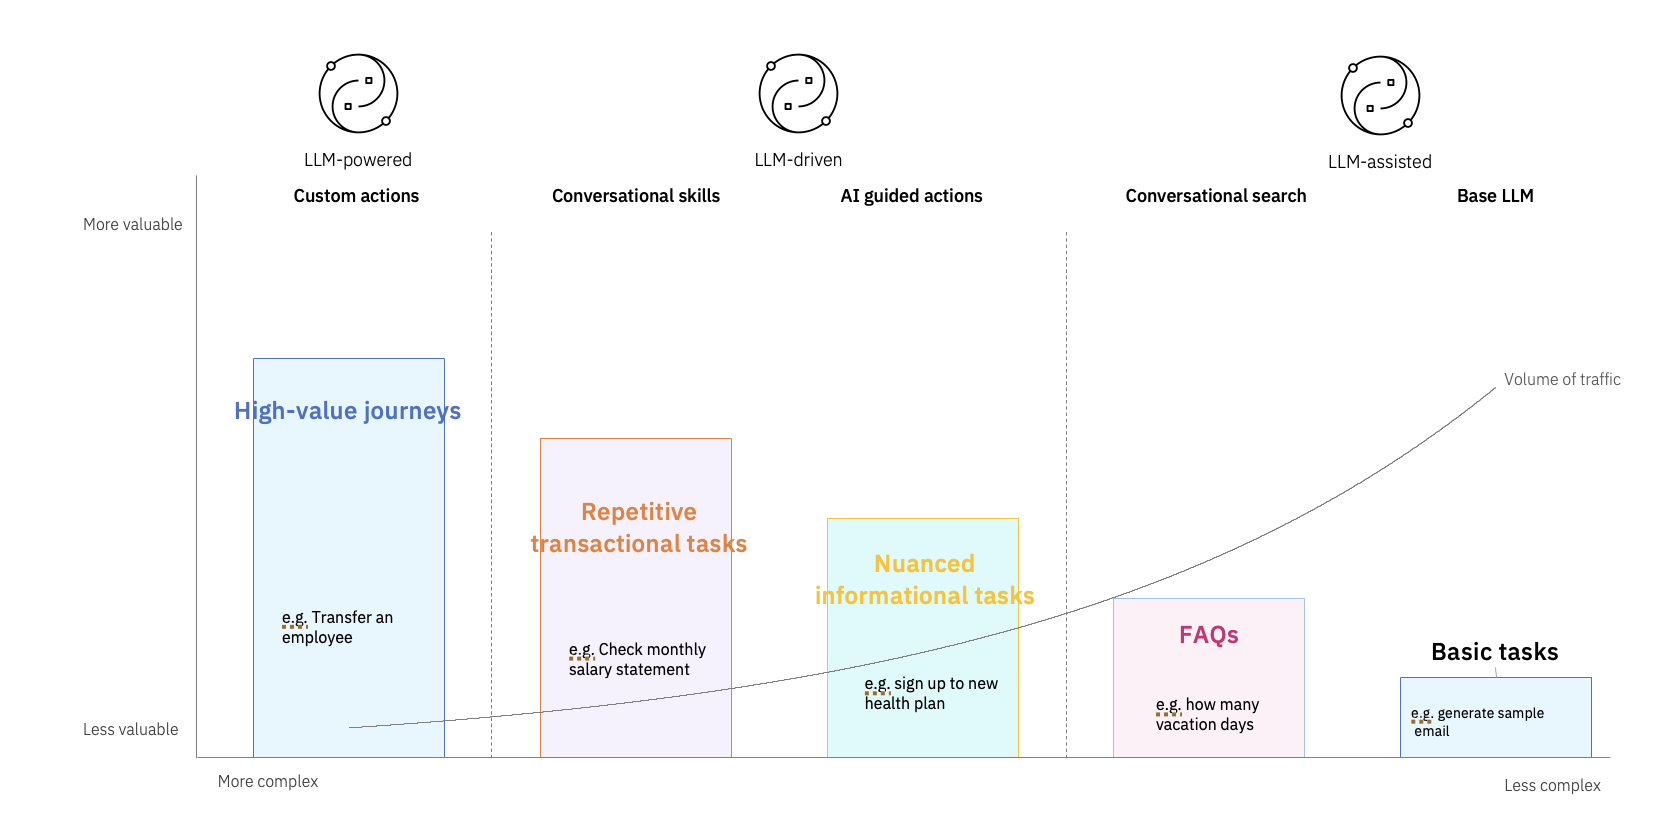 LLM-powered
LLM-driven
LLM-assisted
Custom actions
Conversational skills
AI guided actions
Conversational search
Base LLM
More valuable
Volume of traffic
High-value journeys
e.g. Transfer an
employee
Repetitive
transactional tasks
e.g. Check monthly
salary statement
Nuanced
informational tasks
e.g. sign up to new
health plan
FAQs
e.g. how many
vacation days
Basic tasks
e.g. generate sample
email
Less valuable
More complex
Less complex